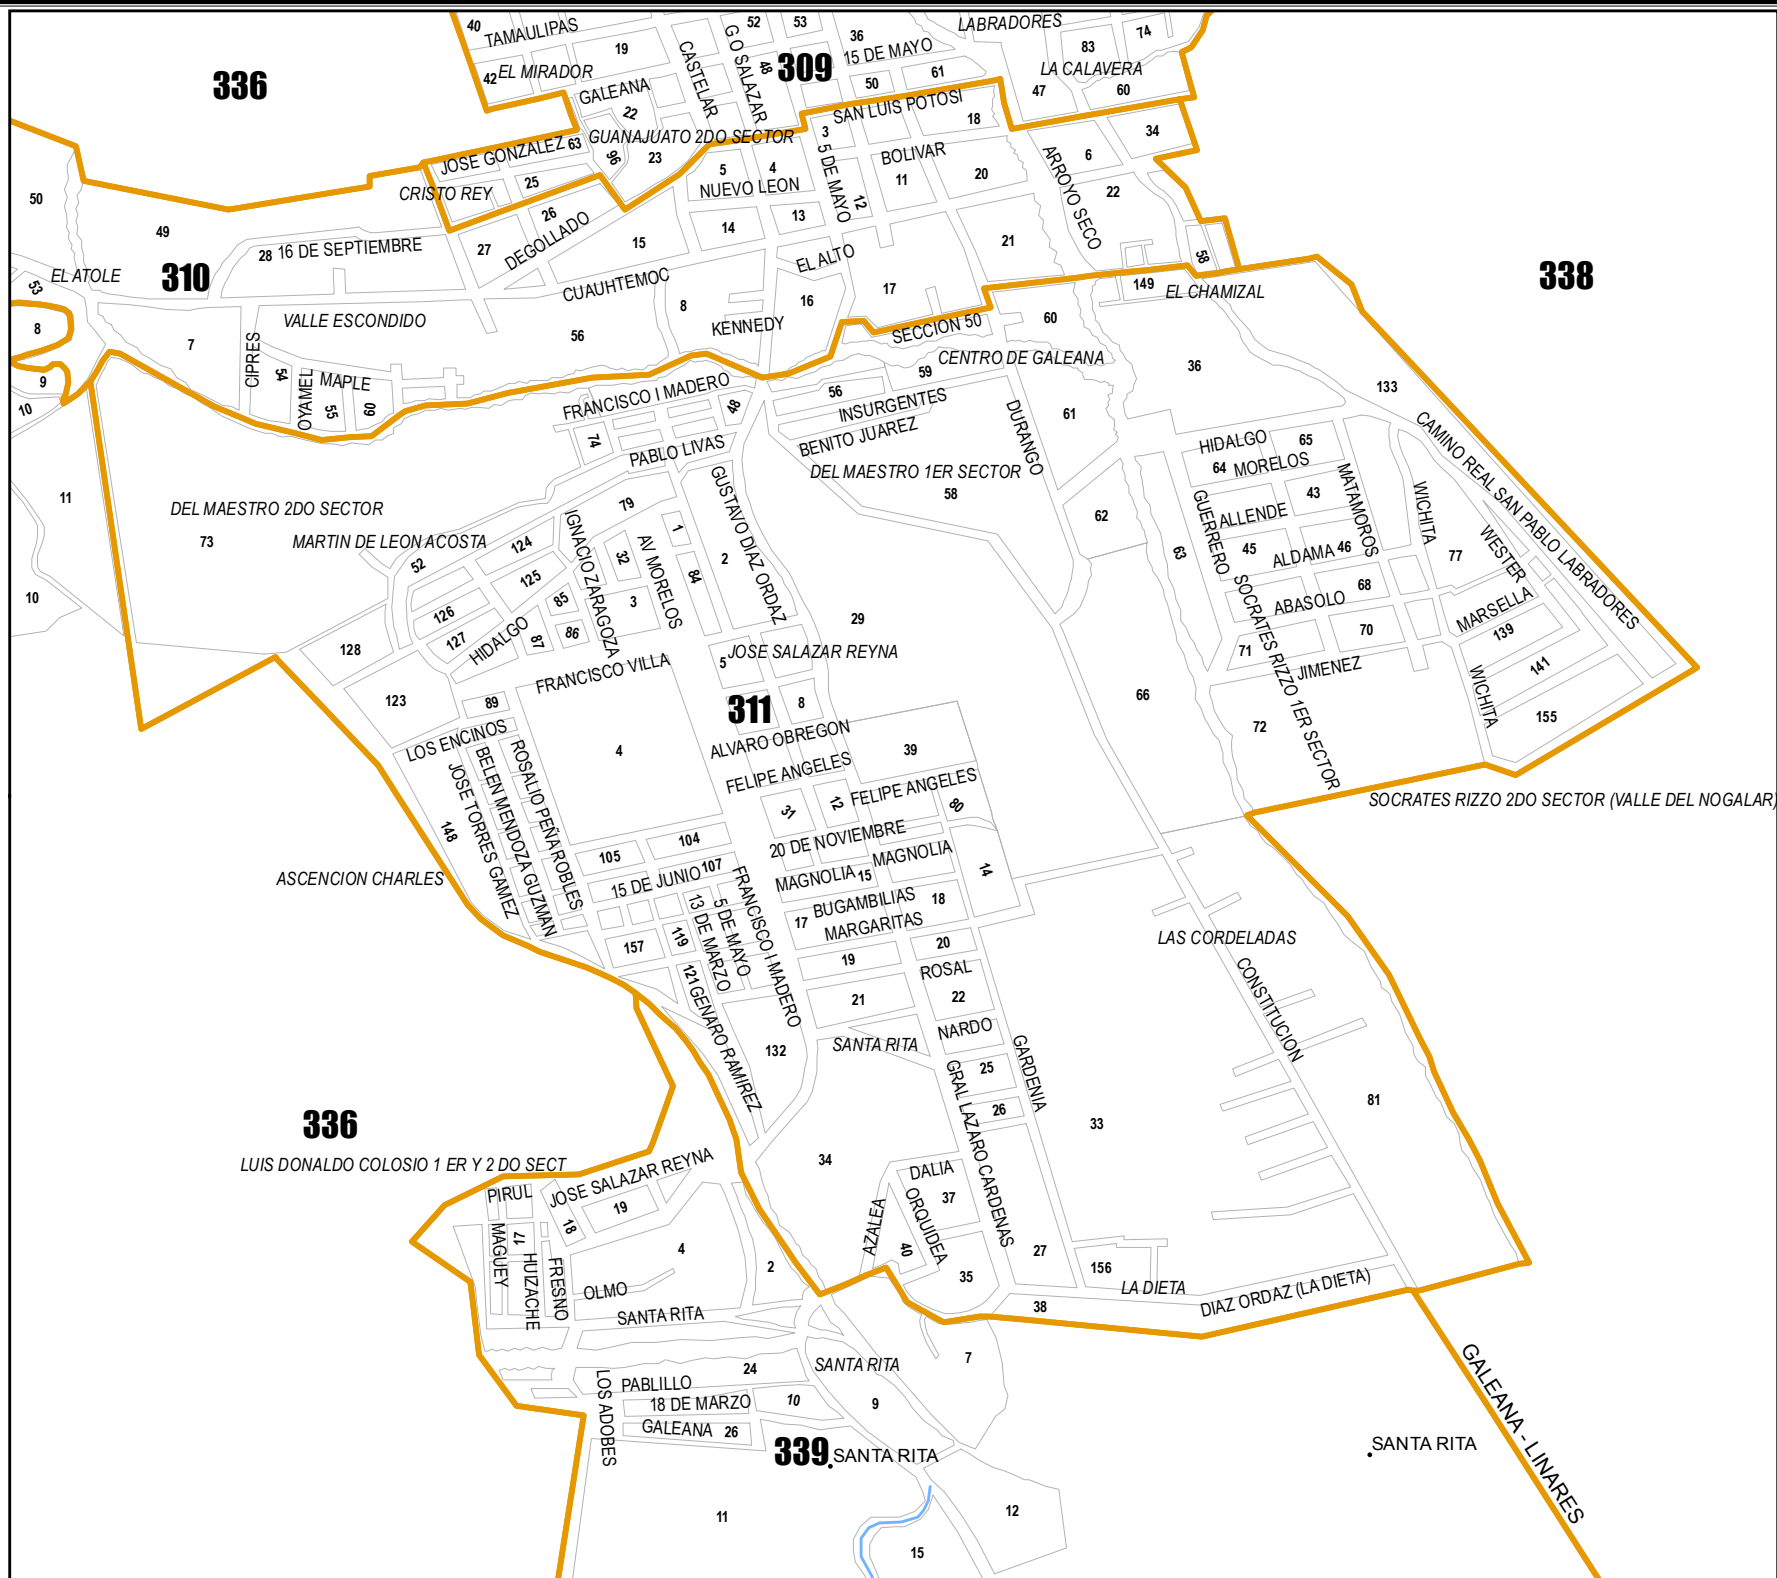 40
TAMAULIPAS
19
CASTELAR
G.O SALAZAR
52
53
36
LABRADORES
83
74
15 DE MAYO
336
42
EL MIRADOR
48
309
50
61
LA CALAVERA
47
60
GALEANA
22
SAN LUIS POTOSI
GUANAJUATO 2DO SECTOR
3
18
34
JOSE GONZALEZ
63
96
23
5 DE MAYO
BOLIVAR
ARROYO SECO
6
5
4
11
20
22
CRISTO REY
25
NUEVO LEON
12
50
49
26
14
13
21
28
16 DE SEPTIEMBRE
27
DEGOLLADO
15
58
EL ATOLE
310
EL ALTO
338
53
CUAUHTEMOC
17
149
EL CHAMIZAL
8
8
16
60
7
VALLE ESCONDIDO
56
KENNEDY
SECCION 50
CENTRO DE GALEANA
36
CIPRES
54
OYAMEL
MAPLE
55
60
9
10
59
133
FRANCISCO I MADERO
48
56
INSURGENTES
DURANGO
61
CAMINO REAL SAN PABLO LABRADORES
74
PABLO LIVAS
BENITO JUAREZ
HIDALGO
65
DEL MAESTRO 1ER SECTOR
64
MORELOS
MATAMOROS
58
11
GUSTAVO DIAZ ORDAZ
WICHITA
43
DEL MAESTRO 2DO SECTOR
79
62
GUERRERO
ALLENDE
73
MARTIN DE LEON ACOSTA
124
IGNACIO ZARAGOZA
1
AV MORELOS
2
63
45
ALDAMA
46
77
WESTER
52
32
125
84
SOCRATES RIZZO 1ER SECTOR
68
10
85
3
ABASOLO
MARSELLA
126
29
86
87
139
127
HIDALGO
70
128
5
JOSE SALAZAR REYNA
71
FRANCISCO VILLA
JIMENEZ
141
123
89
311
8
66
WICHITA
155
72
LOS ENCINOS
4
ALVARO OBREGON
39
ROSALIO PEÑA ROBLES
BELEN MENDOZA GUZMAN
JOSE TORRES GAMEZ
FELIPE ANGELES
FELIPE ANGELES
80
SOCRATES RIZZO 2DO SECTOR (VALLE DEL NOGALAR)
31
12
148
104
20 DE NOVIEMBRE
105
MAGNOLIA
107
15 DE JUNIO
MAGNOLIA
15
14
ASCENCION CHARLES
FRANCISCO I MADERO
BUGAMBILIAS
18
5 DE MAYO
13 DE MARZO
17
MARGARITAS
119
157
20
LAS CORDELADAS
19
ROSAL
121
GENARO RAMIREZ
21
22
CONSTITUCION
NARDO
132
SANTA RITA
GARDENIA
25
GRAL LAZARO CARDENAS
26
33
81
336
LUIS DONALDO COLOSIO 1 ER Y 2 DO SECT
34
DALIA
37
PIRUL
JOSE SALAZAR REYNA
19
18
AZALEA
ORQUIDEA
40
17
MAGUEY
HUIZACHE
FRESNO
4
2
27
156
35
LA DIETA
DIAZ ORDAZ (LA DIETA)
OLMO
38
SANTA RITA
7
SANTA RITA
24
GALEANA - LINARES
LOS ADOBES
PABLILLO
18 DE MARZO
10
9
GALEANA
26
339
SANTA RITA
SANTA RITA
11
12
15